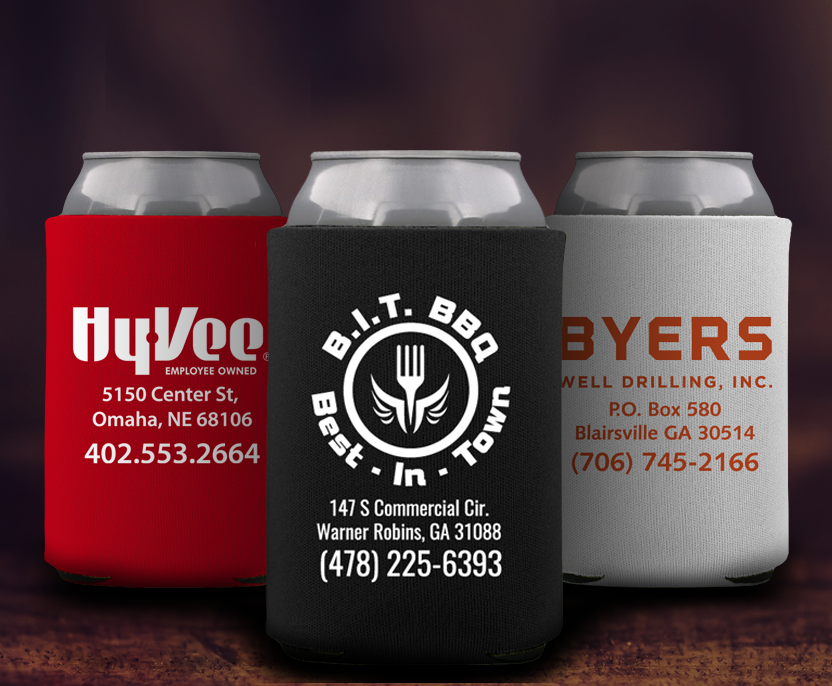 HyVee®
EMPLOYEE OWNED
5150 Center St,
Omaha, NE 68106
402.553.2664
B.I.T. BBQ
Best - In - Town
147 S Commercial Cir.
Warner Robins, GA 31088
(478) 225-6393
BYERS
WELL DRILLING, INC.
P.O. Box 580
Blairsville GA 30514
(706) 745-2166